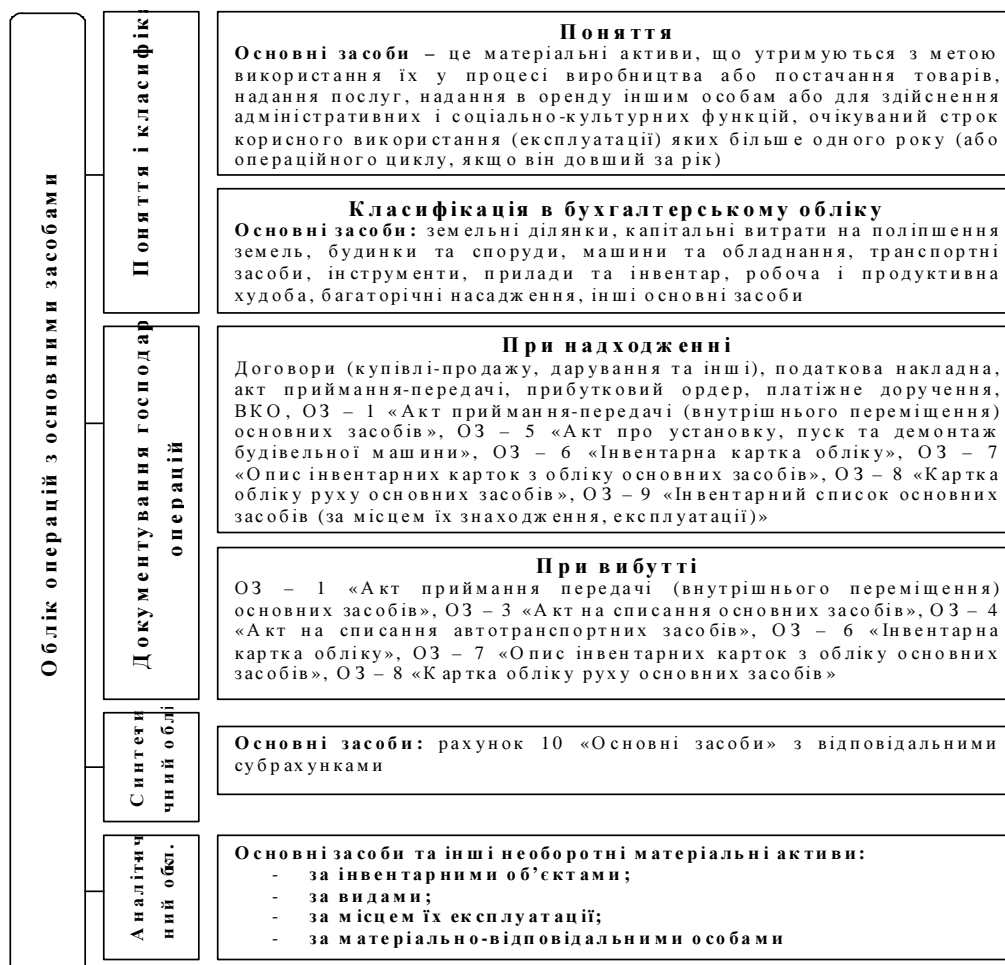 Облік операцій з основними засобами
Поняття і класифік
Поняття
Основні засоби – це матеріальні активи, що утримуються з метою
використання їх у процесі виробництва або постачання товарів,
надання послуг, надання в оренду іншим особам або для здійснення
адміністративних і соціально-культурних функцій, очікуваний строк
корисного використання (експлуатації) яких більше одного року (або
операційного циклу, якщо він довший за рік)
Класифікація в бухгалтерському обліку
Основні засоби: земельні ділянки, капітальні витрати на поліпшення
земель, будинки та споруди, машини та обладнання, транспортні
засоби, інструменти, прилади та інвентар, робоча і продуктивна
худоба, багаторічні насадження, інші основні засоби
Документування господар
операцій
При надходженні
Договори (купівлі-продажу, дарування та інші), податкова накладна,
акт приймання-передачі, прибутковий ордер, платіжне доручення,
ВКО, ОЗ – 1 «Акт приймання-передачі (внутрішнього переміщення)
основних засобів», ОЗ – 5 «Акт про установку, пуск та демонтаж
будівельної машини», ОЗ – 6 «Інвентарна картка обліку», ОЗ – 7
«Опис інвентарних карток з обліку основних засобів», ОЗ – 8 «Картка
обліку руху основних засобів», ОЗ – 9 «Інвентарний список основних
засобів (за місцем їх знаходження, експлуатації)»
При вибутті
ОЗ – 1 «Акт приймання передачі (внутрішнього переміщення)
основних засобів», ОЗ – 3 «Акт на списання основних засобів», ОЗ – 4
«Акт на списання автотранспортних засобів», ОЗ – 6 «Інвентарна
картка обліку», ОЗ – 7 «Опис інвентарних карток з обліку основних
засобів», ОЗ – 8 «Картка обліку руху основних засобів»
Синтети
чний облі
Основні засоби: рахунок 10 «Основні засоби» з відповідальними
субрахунками
Аналітич
ний обл.
Основні засоби та інші необоротні матеріальні активи:
- за інвентарними об’єктами;
- за видами;
- за місцем їх експлуатації;
- за матеріально-відповідальними особами